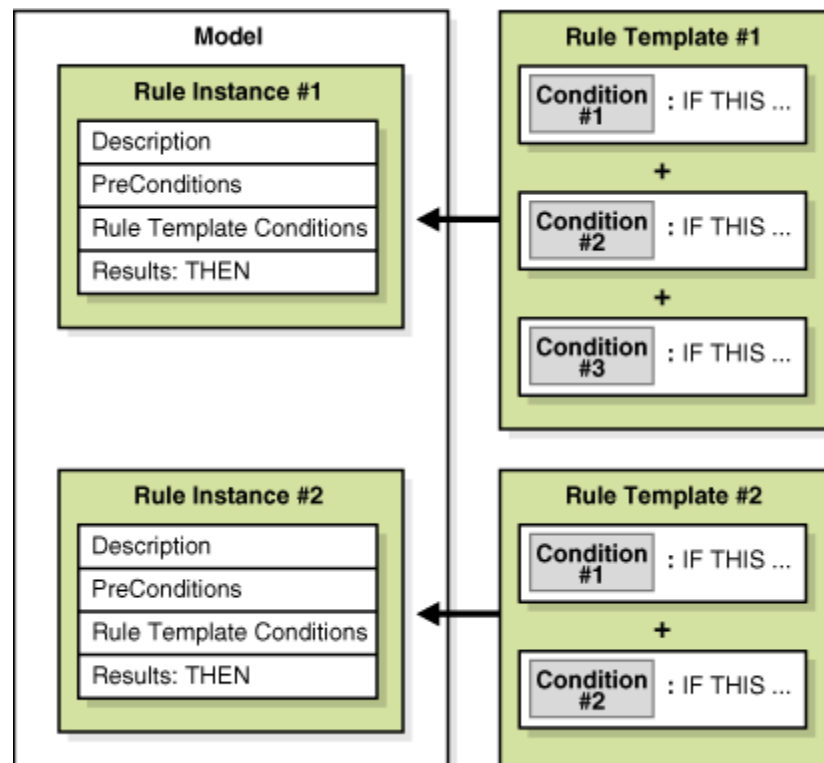 Model
Rule Instance #1
Description
PreConditions
Rule Template Conditions
Results: THEN
Rule Instance #2
Description
PreConditions
Rule Template Conditions
Results: THEN
Rule Template #1
Condition
#1
: IF THIS ...
+
Condition
#2
: IF THIS ...
+
Condition
#3
: IF THIS ...
Rule Template #2
Condition
#1
: IF THIS ...
+
Condition
#2
: IF THIS ...